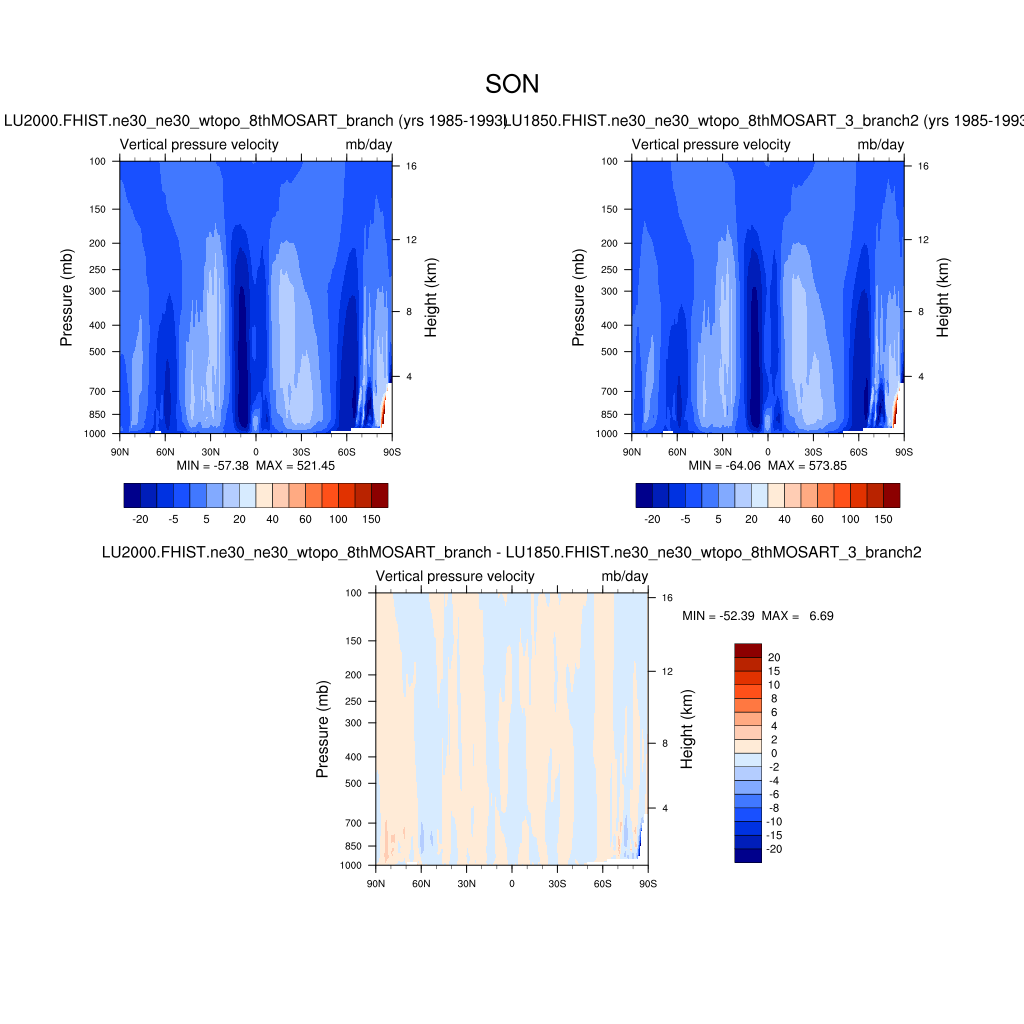 SON
LU2000.FHIST.ne30_ne30_wtopo_8thMOSART_branch (yrs 1985-1993)
LU1850.FHIST.ne30_ne30_wtopo_8thMOSART_3_branch2 (yrs 1985-1993
Vertical pressure velocity mb/day
Pressure (mb)
100
150
200
250
300
400
500
700
850
1000
16
12
8
4
Height (km)
90N 60N 30N 0 30S 60S 90S
MIN = -57.38 MAX = 521.45
-20 -5 5 20 40 60 100 150
Vertical pressure velocity mb/day
Pressure (mb)
100
150
200
250
300
400
500
700
850
1000
16
12
8
4
Height (km)
90N 60N 30N 0 30S 60S 90S
MIN = -64.06 MAX = 573.85
-20 -5 5 20 40 60 100 150
LU2000.FHIST.ne30_ne30_wtopo_8thMOSART_branch - LU1850.FHIST.ne30_ne30_wtopo_8thMOSART_3_branch2
Vertical pressure velocity mb/day
Pressure (mb)
100
150
200
250
300
400
500
700
850
1000
16
12
8
4
Height (km)
90N 60N 30N 0 30S 60S 90S
MIN = -52.39 MAX = 6.69
20
15
10
8
6
4
2
0
-2
-4
-6
-8
-10
-15
-20